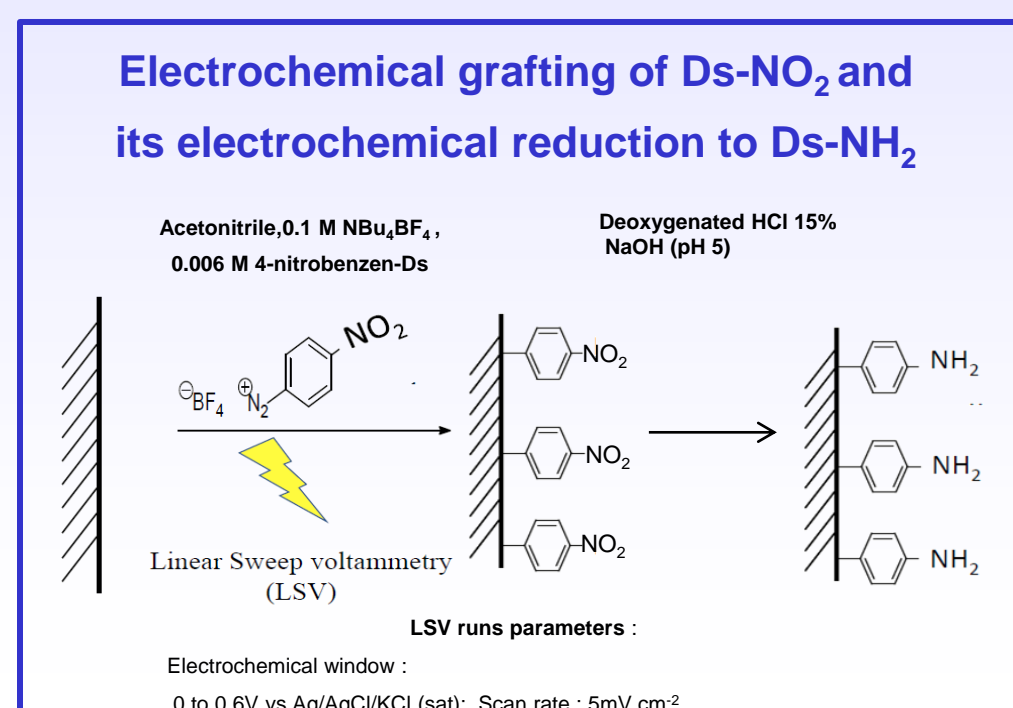 Electrochemical grafting of Ds-NO₂ and
its electrochemical reduction to Ds-NH₂
Acetonitrile,0.1 M NBu₄BF₄ ,
0.006 M 4-nitrobenzen-Ds
Deoxygenated HCl 15%
NaOH (pH 5)
NO₂
⊖BF₄ ⊕N₂
Linear Sweep voltammetry
(LSV)
NO₂
NO₂
NO₂
NH₂
NH₂
NH₂
LSV runs parameters :
Electrochemical window :
0 to 0.6V vs Ag/AgCl/KCl (sat); Scan rate : 5mV cm⁻²